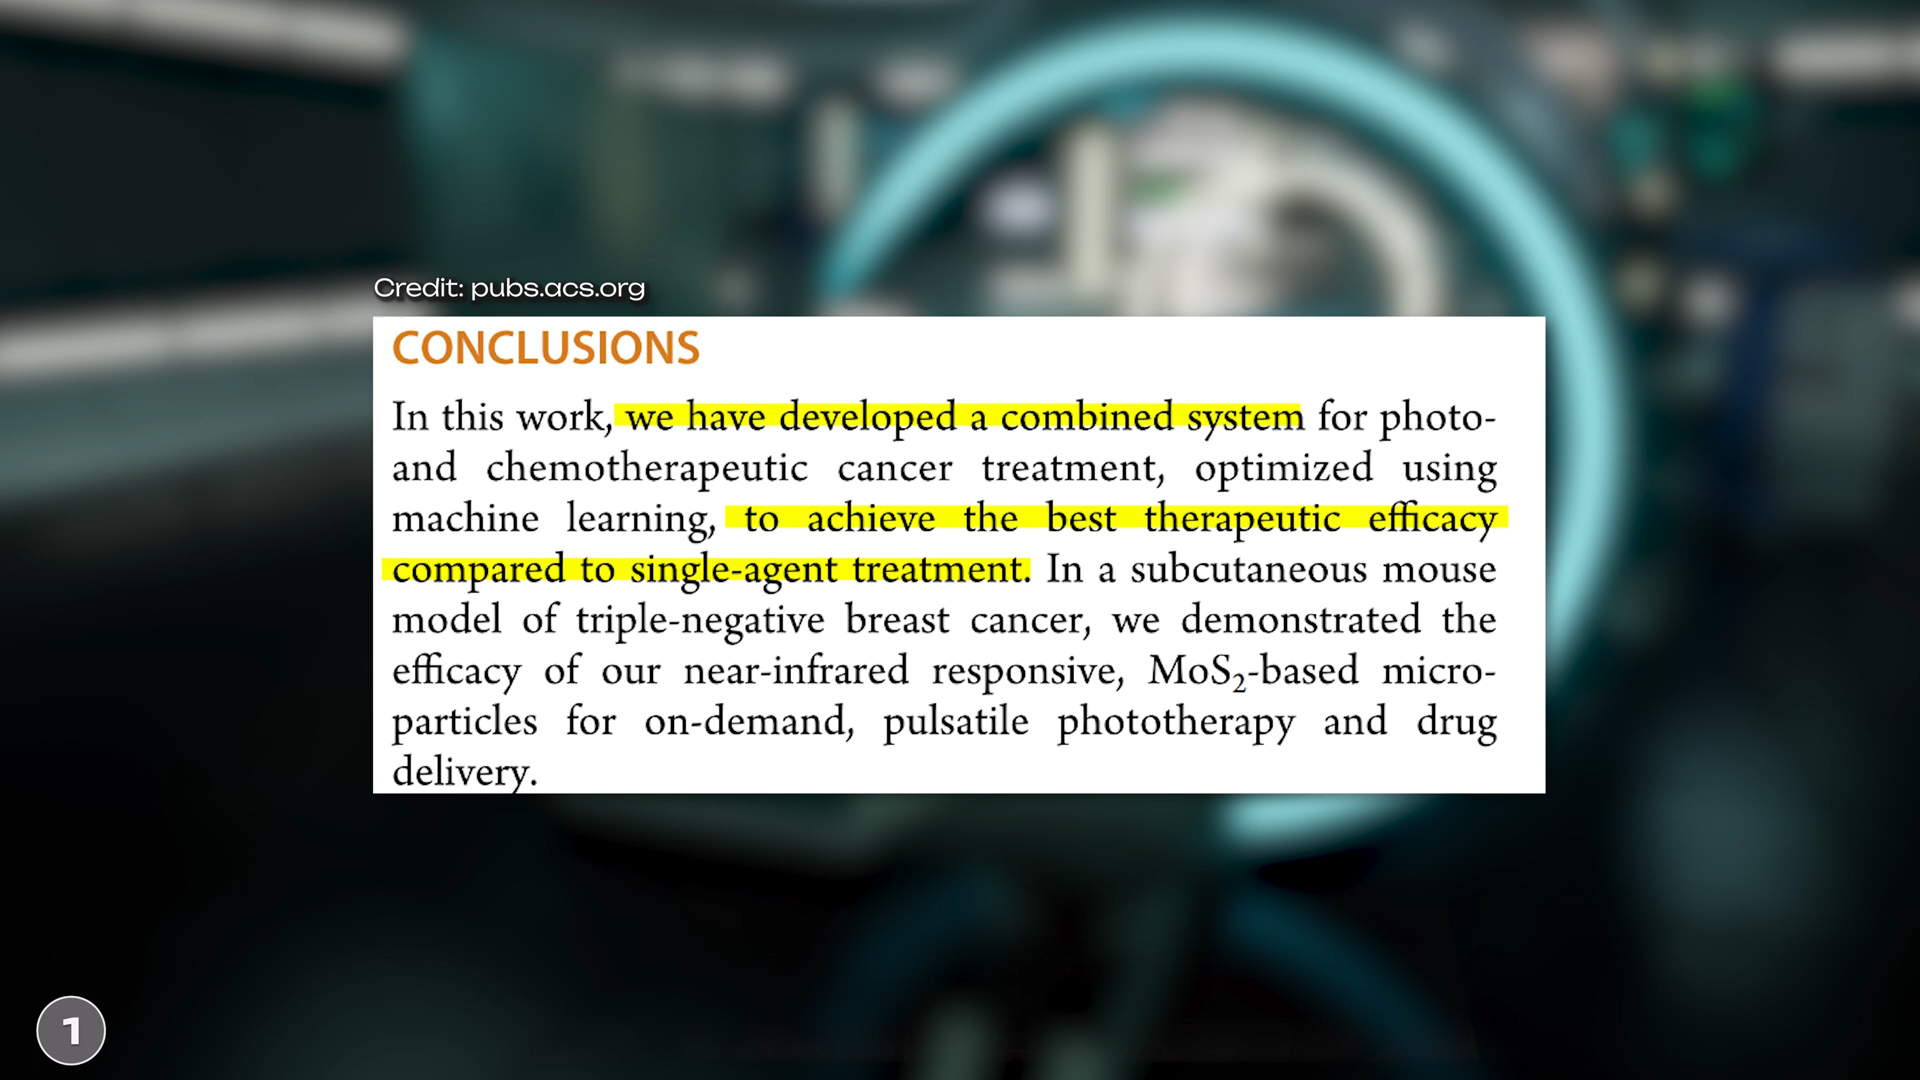 Credit: pubs.acs.org
CONCLUSIONS
In this work, we have developed a combined system for photo-
and chemotherapeutic cancer treatment, optimized using
machine learning, to achieve the best therapeutic efficacy
compared to single-agent treatment. In a subcutaneous mouse
model of triple-negative breast cancer, we demonstrated the
efficacy of our near-infrared responsive, MoS₂-based micro-
particles for on-demand, pulsatile phototherapy and drug
delivery.
1